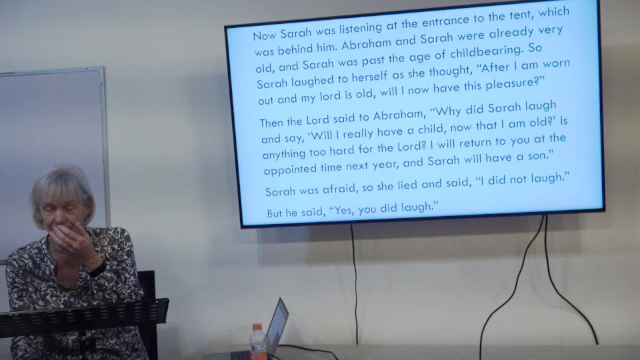 Now Sarah was listening at the entrance to the tent, which
was behind him. Abraham and Sarah were already very
old, and Sarah was past the age of childbearing. So
Sarah laughed to herself as she thought, “After I am worn
out and my lord is old, will I now have this pleasure?”
Then the Lord said to Abraham, “Why did Sarah laugh
and say, ‘Will I really have a child, now that I am old?’ Is
anything too hard for the Lord? I will return to you at the
appointed time next year, and Sarah will have a son.”
Sarah was afraid, so she lied and said, “I did not laugh.”
But he said, “Yes, you did laugh.”